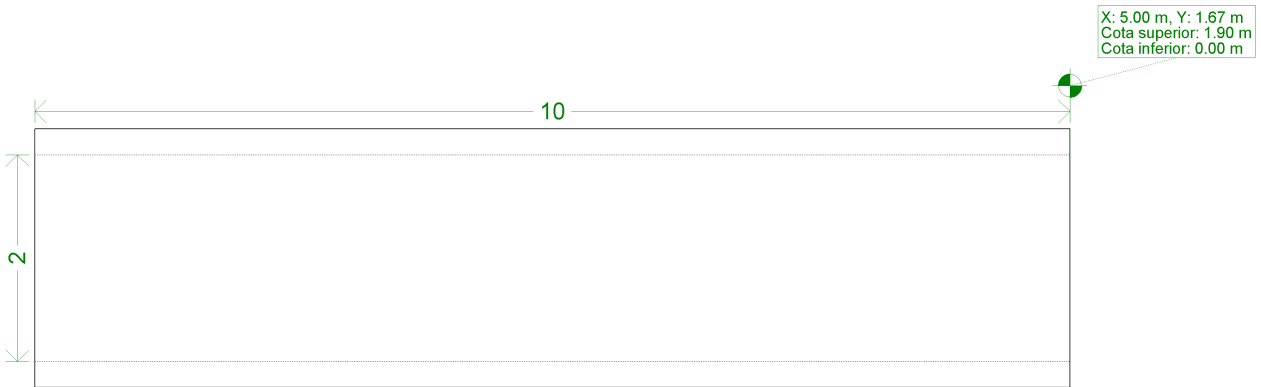 X: 5.00 m, Y: 1.67 m
Cota superior: 1.90 m
Cota inferior: 0.00 m
10
2